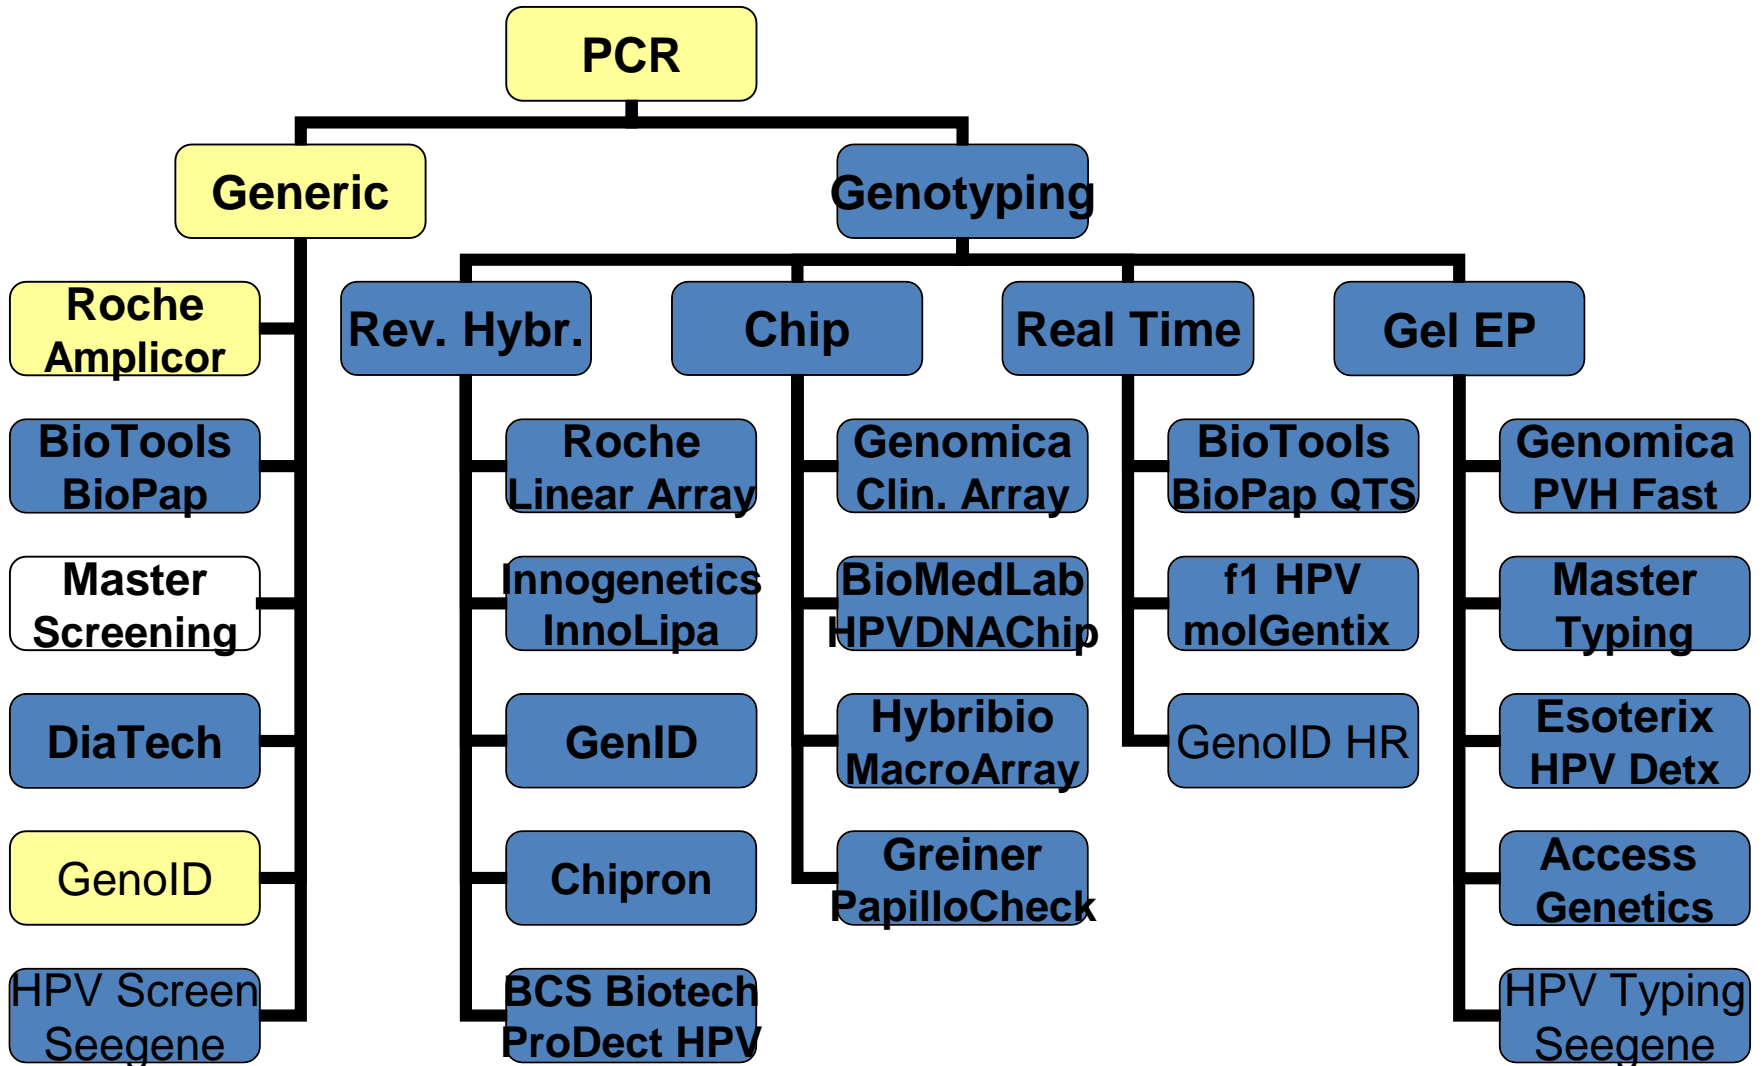 PCR
Generic
Genotyping
Roche
Amplicor
Rev. Hybr.
Chip
Real Time
Gel EP
BioTools
BioPap
Roche
Linear Array
Genomica
Clin. Array
BioTools
BioPap QTS
Genomica
PVH Fast
Master
Screening
Innogenetics
InnoLipa
BioMedLab
HPVDNAChip
f1 HPV
molGentix
Master
Typing
DiaTech
GenID
Hybribio
MacroArray
GenoID HR
Esoterix
HPV Detx
GenoID
Chipron
Greiner
PapilloCheck
Access
Genetics
HPV Screen
Seegene
BCS Biotech
ProDect HPV
HPV Typing
Seegene